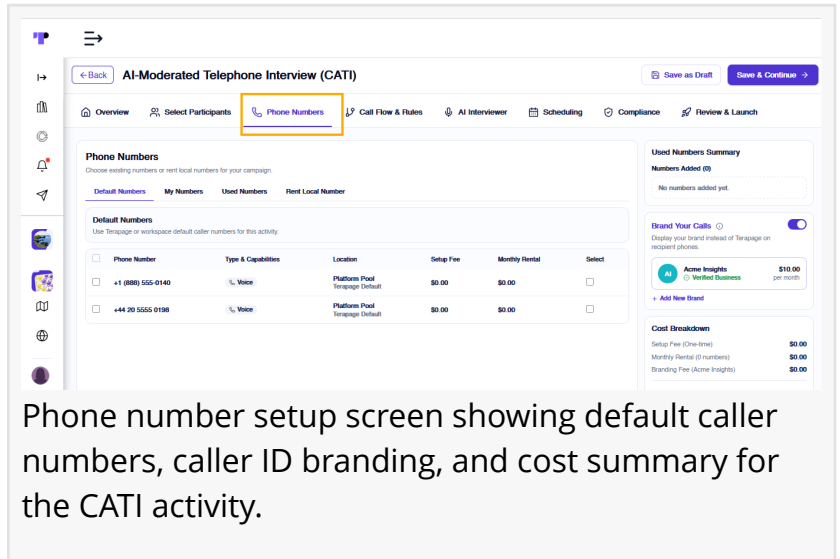 ← Back AI-Moderated Telephone Interview (CATI) Save as Draft Save & Continue →
Overview Select Participants Phone Numbers Call Flow & Rules AI Interviewer Scheduling Compliance Review & Launch
Phone Numbers
Choose existing numbers or rent local numbers for your campaign.
Default Numbers My Numbers Used Numbers Rent Local Number
Default Numbers
Use Terapage or workspace default caller numbers for this activity.
Phone Number Type & Capabilities Location Setup Fee Monthly Rental Select
+1 (888) 555-0140 Voice Platform Pool $0.00 $0.00
Terapage Default
+44 20 5555 0198 Voice Platform Pool $0.00 $0.00
Terapage Default
Used Numbers Summary
Numbers Added (0)
No numbers added yet.
Brand Your Calls
Display your brand instead of Terapage on
recipient phones.
AI Acme Insights $10.00
Verified Business per month
+ Add New Brand
Cost Breakdown
Setup Fee (One-time) $0.00
Monthly Rental (0 numbers) $0.00
Branding Fee (Acme Insights) $0.00
Phone number setup screen showing default caller
numbers, caller ID branding, and cost summary for
the CATI activity.